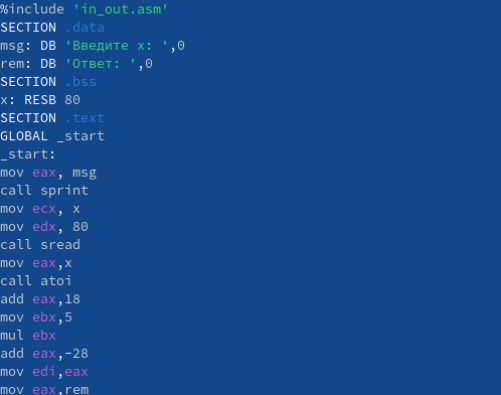 %include 'in_out.asm'
SECTION .data
msg: DB 'Введите x: ',0
rem: DB 'Ответ: ',0
SECTION .bss
x: RESB 80
SECTION .text
GLOBAL _start
_start:
mov eax, msg
call sprint
mov ecx, x
mov edx, 80
call sread
mov eax,x
call atoi
add eax,18
mov ebx,5
mul ebx
add eax,-28
mov edi,eax
mov eax,rem